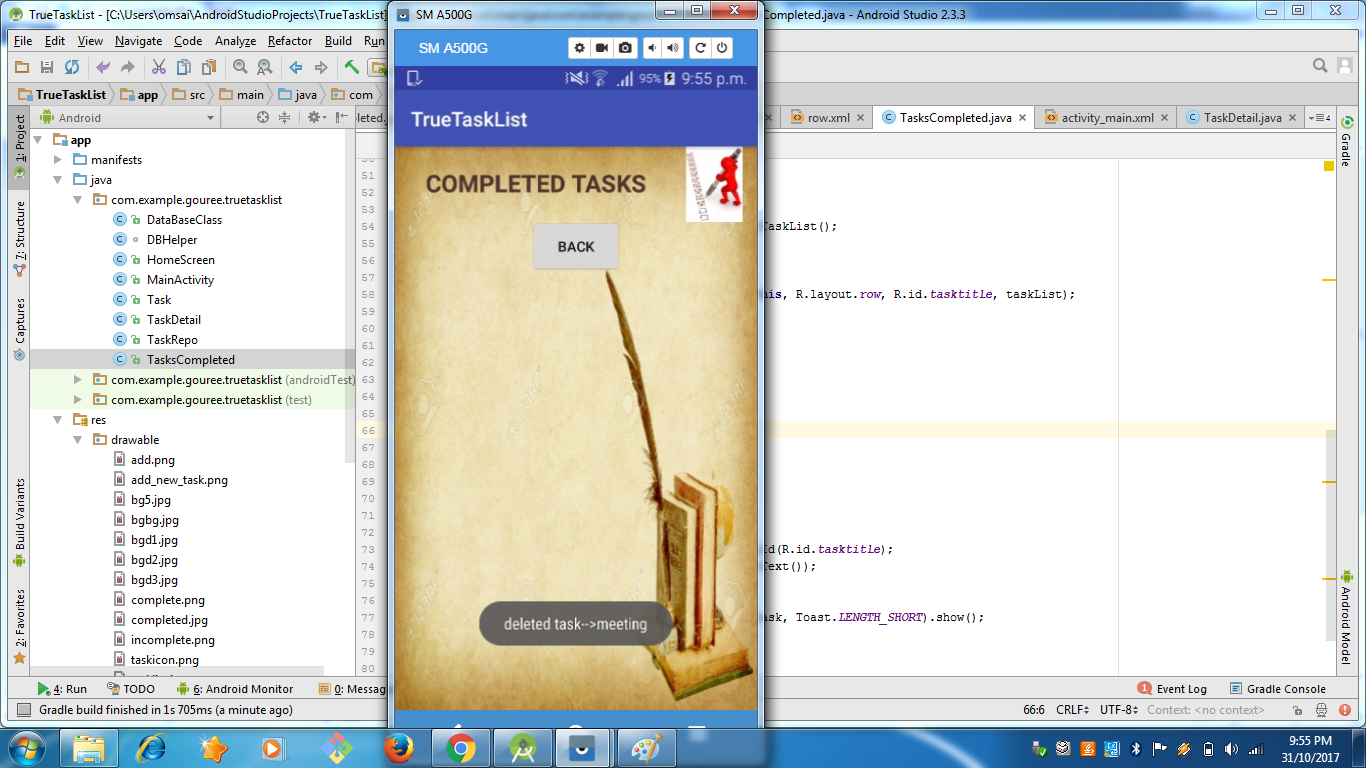 TrueTaskList - [C:\Users\omsai\AndroidStudioProjects\TrueTaskList]
SM A500G
Completed.java - Android Studio 2.3.3
File Edit View Navigate Code Analyze Refactor Build Run
SM A500G
95% 9:55 p.m.
TrueTaskList app src main java com
TrueTaskList
Android
row.xml TasksCompleted.java activity_main.xml TaskDetail.java 4
1: Project
7: Structure
Captures
Build Variants
2: Favorites
Gradle
Android Model
app
manifests
java
com.example.gouree.truetasklist
DataBaseClass
DBHelper
HomeScreen
MainActivity
Task
TaskDetail
TaskRepo
TasksCompleted
com.example.gouree.truetasklist (androidTest)
com.example.gouree.truetasklist (test)
res
drawable
add.png
add_new_task.png
bg5.jpg
bgbg.jpg
bgd1.jpg
bgd2.jpg
bgd3.jpg
complete.png
completed.jpg
incomplete.png
taskicon.png
51
52
53
54
55
56
57
58
59
60
61
62
63
64
65
66
67
68
69
70
71
72
73
74
75
76
77
78
79
80
COMPLETED TASKS
BACK
deleted task-->meeting
TaskList();
his, R.layout.row, R.id.tasktitle, taskList);
Id(R.id.tasktitle);
Text());
ask, Toast.LENGTH_SHORT).show();
4: Run TODO 6: Android Monitor 0: Messag
1 Event Log Gradle Console
Gradle build finished in 1s 705ms (a minute ago)
66:6 CRLF UTF-8 Context: <no context>
9:55 PM
31/10/2017